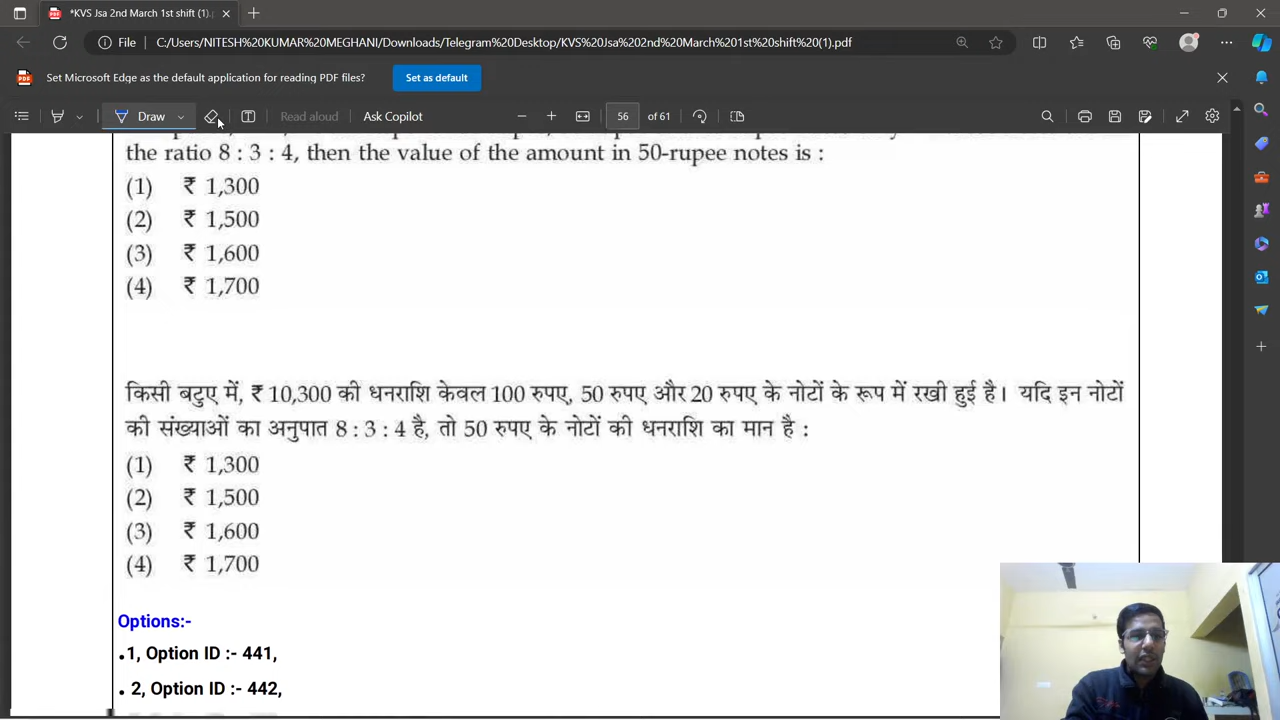 *KVS Jsa 2nd March 1st shift (1).p
File C:/Users/NITESH%20KUMAR%20MEGHANI/Downloads/Telegram%20Desktop/KVS%20Jsa%202nd%20March%201st%20shift%20(1).pdf
Set Microsoft Edge as the default application for reading PDF files? Set as default
Draw Read aloud Ask Copilot 56 of 61
the ratio 8 : 3 : 4, then the value of the amount in 50-rupee notes is :
(1) ₹ 1,300
(2) ₹ 1,500
(3) ₹ 1,600
(4) ₹ 1,700
किसी बटुए में, ₹ 10,300 की धनराशि केवल 100 रुपए, 50 रुपए और 20 रुपए के नोटों के रूप में रखी हुई है। यदि इन नोटों
की संख्याओं का अनुपात 8 : 3 : 4 है, तो 50 रुपए के नोटों की धनराशि का मान है :
(1) ₹ 1,300
(2) ₹ 1,500
(3) ₹ 1,600
(4) ₹ 1,700
Options:-
.1, Option ID :- 441,
. 2, Option ID :- 442,